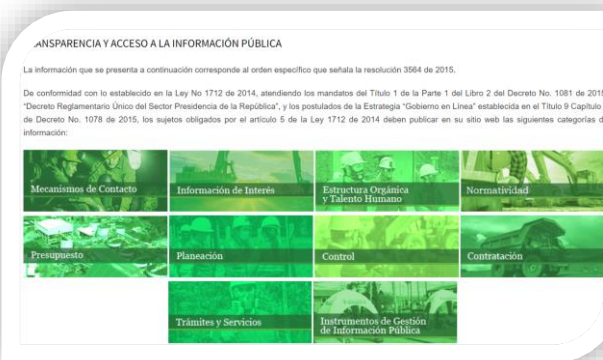 ANSPARENCIA Y ACCESO A LA INFORMACIÓN PÚBLICA
La información que se presenta a continuación corresponde al orden específico que señala la resolución 3564 de 2015.
De conformidad con lo establecido en la Ley No 1712 de 2014, atendiendo los mandatos del Título 1 de la Parte 1 del Libro 2 del Decreto No. 1081 de 2015
"Decreto Reglamentario Único del Sector Presidencia de la República", y los postulados de la Estrategia "Gobierno en Línea" establecida en el Título 9 Capítulo
de Decreto No. 1078 de 2015, los sujetos obligados por el artículo 5 de la Ley 1712 de 2014 deben publicar en su sitio web las siguientes categorías d
información:
Mecanismos de Contacto
Información de Interés
Estructura Orgánica
y Talento Humano
Normatividad
Presupuesto
Planeación
Control
Contratación
Trámites y Servicios
Instrumentos de Gestión
de Información Pública